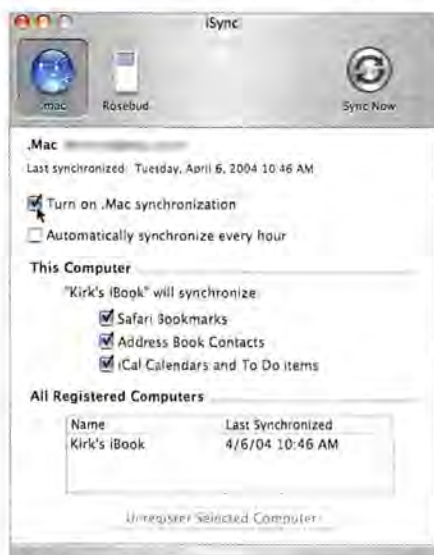 iSync
.mac
Rosebud
Sync Now
.Mac
Last synchronized: Tuesday, April 6, 2004 10:46 AM
Turn on .Mac synchronization
Automatically synchronize every hour
This Computer
"Kirk's iBook" will synchronize
Safari Bookmarks
Address Book Contacts
iCal Calendars and To Do items
All Registered Computers
Name Last Synchronized
Kirk's iBook 4/6/04 10:46 AM
Unregister Selected Computer